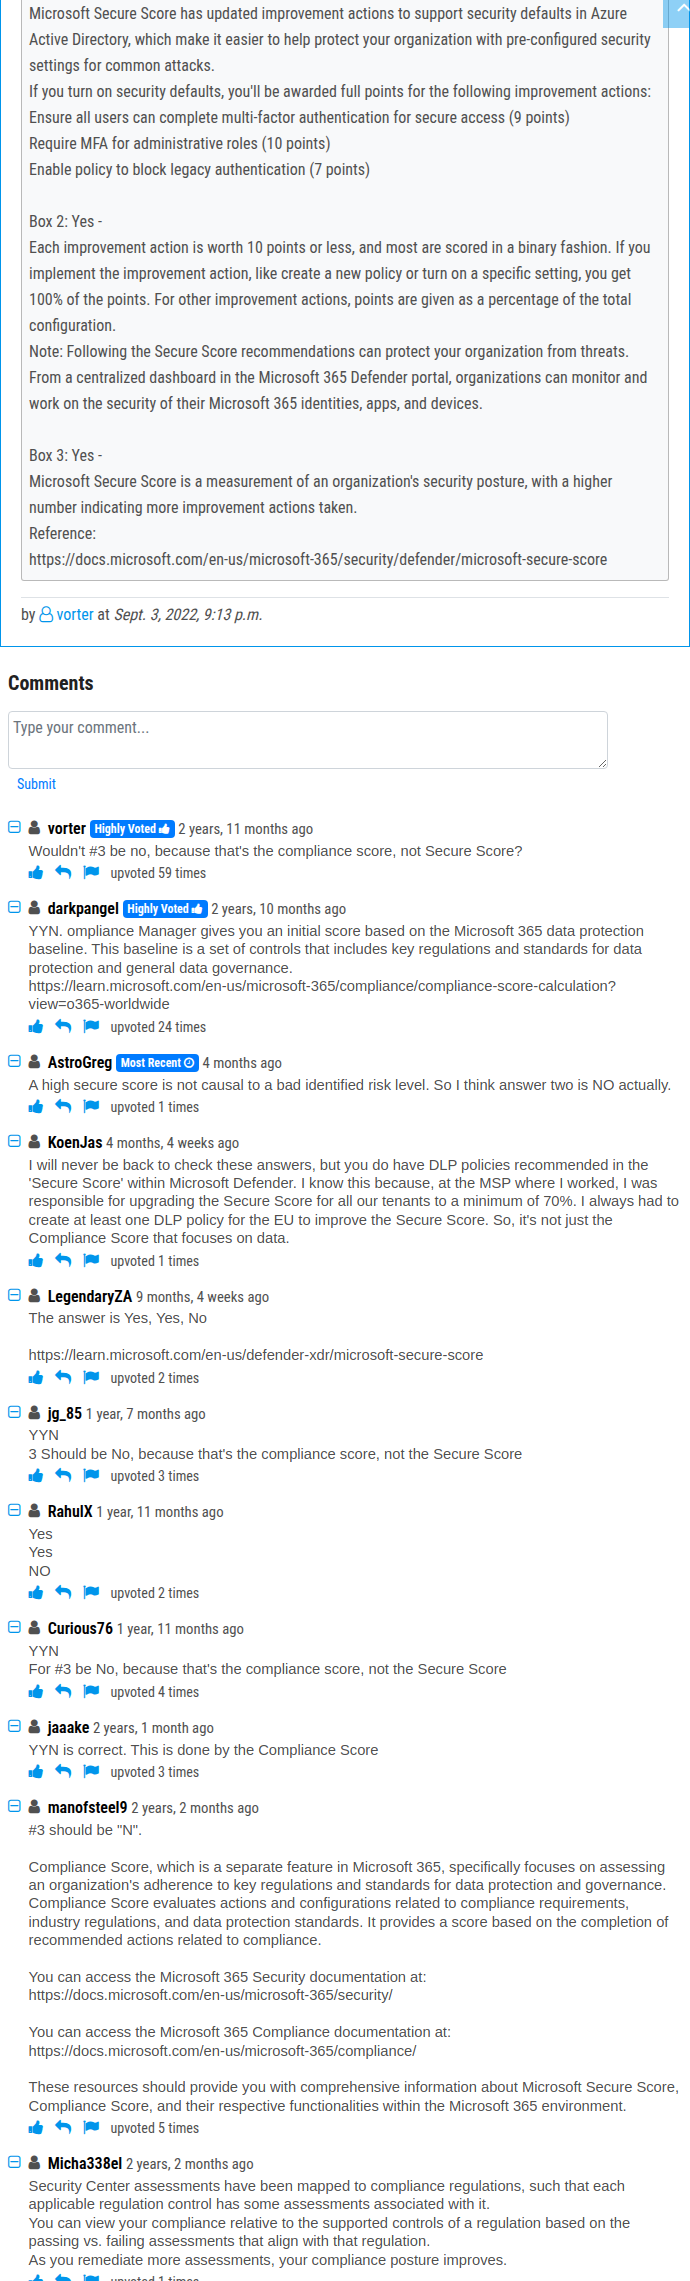 Microsoft Secure Score has updated improvement actions to support security defaults in Azure
Active Directory, which make it easier to help protect your organization with pre-configured security
settings for common attacks.
If you turn on security defaults, you'll be awarded full points for the following improvement actions:
Ensure all users can complete multi-factor authentication for secure access (9 points)
Require MFA for administrative roles (10 points)
Enable policy to block legacy authentication (7 points)
Box 2: Yes -
Each improvement action is worth 10 points or less, and most are scored in a binary fashion. If you
implement the improvement action, like create a new policy or turn on a specific setting, you get
100% of the points. For other improvement actions, points are given as a percentage of the total
configuration.
Note: Following the Secure Score recommendations can protect your organization from threats.
From a centralized dashboard in the Microsoft 365 Defender portal, organizations can monitor and
work on the security of their Microsoft 365 identities, apps, and devices.
Box 3: Yes -
Microsoft Secure Score is a measurement of an organization's security posture, with a higher
number indicating more improvement actions taken.
Reference:
https://docs.microsoft.com/en-us/microsoft-365/security/defender/microsoft-secure-score
by vorter at Sept. 3, 2022, 9:13 p.m.
Comments
Type your comment...
Submit
vorter Highly Voted 2 years, 11 months ago
Wouldn't #3 be no, because that's the compliance score, not Secure Score?
upvoted 59 times
darkpangel Highly Voted 2 years, 10 months ago
YYN. ompliance Manager gives you an initial score based on the Microsoft 365 data protection
baseline. This baseline is a set of controls that includes key regulations and standards for data
protection and general data governance.
https://learn.microsoft.com/en-us/microsoft-365/compliance/compliance-score-calculation?
view=o365-worldwide
upvoted 24 times
AstroGreg Most Recent 4 months ago
A high secure score is not causal to a bad identified risk level. So I think answer two is NO actually.
upvoted 1 times
KoenJas 4 months, 4 weeks ago
I will never be back to check these answers, but you do have DLP policies recommended in the
'Secure Score' within Microsoft Defender. I know this because, at the MSP where I worked, I was
responsible for upgrading the Secure Score for all our tenants to a minimum of 70%. I always had to
create at least one DLP policy for the EU to improve the Secure Score. So, it's not just the
Compliance Score that focuses on data.
upvoted 1 times
LegendaryZA 9 months, 4 weeks ago
The answer is Yes, Yes, No
https://learn.microsoft.com/en-us/defender-xdr/microsoft-secure-score
upvoted 2 times
jg_85 1 year, 7 months ago
YYN
3 Should be No, because that's the compliance score, not the Secure Score
upvoted 3 times
RahulX 1 year, 11 months ago
Yes
Yes
NO
upvoted 2 times
Curious76 1 year, 11 months ago
YYN
For #3 be No, because that's the compliance score, not the Secure Score
upvoted 4 times
jaaake 2 years, 1 month ago
YYN is correct. This is done by the Compliance Score
upvoted 3 times
manofsteel9 2 years, 2 months ago
#3 should be "N".
Compliance Score, which is a separate feature in Microsoft 365, specifically focuses on assessing
an organization's adherence to key regulations and standards for data protection and governance.
Compliance Score evaluates actions and configurations related to compliance requirements,
industry regulations, and data protection standards. It provides a score based on the completion of
recommended actions related to compliance.
You can access the Microsoft 365 Security documentation at:
https://docs.microsoft.com/en-us/microsoft-365/security/
You can access the Microsoft 365 Compliance documentation at:
https://docs.microsoft.com/en-us/microsoft-365/compliance/
These resources should provide you with comprehensive information about Microsoft Secure Score,
Compliance Score, and their respective functionalities within the Microsoft 365 environment.
upvoted 5 times
Micha338el 2 years, 2 months ago
Security Center assessments have been mapped to compliance regulations, such that each
applicable regulation control has some assessments associated with it.
You can view your compliance relative to the supported controls of a regulation based on the
passing vs. failing assessments that align with that regulation.
As you remediate more assessments, your compliance posture improves.
upvoted 1 times